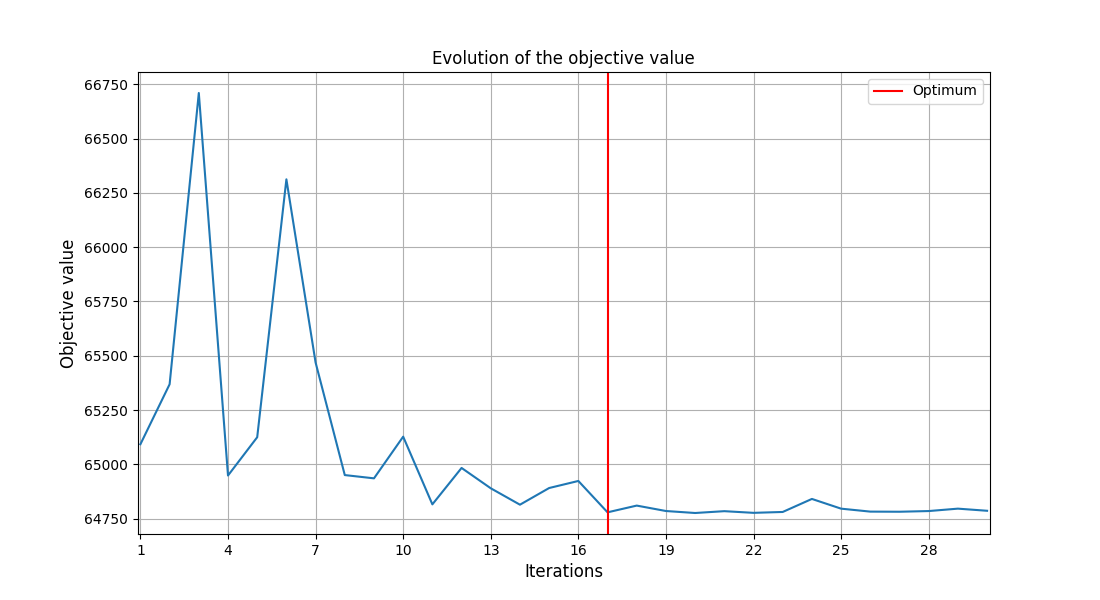 Evolution of the objective value
Optimum
Objective value
66750
66500
66250
66000
65750
65500
65250
65000
64750
1 4 7 10 13 16 19 22 25 28
Iterations